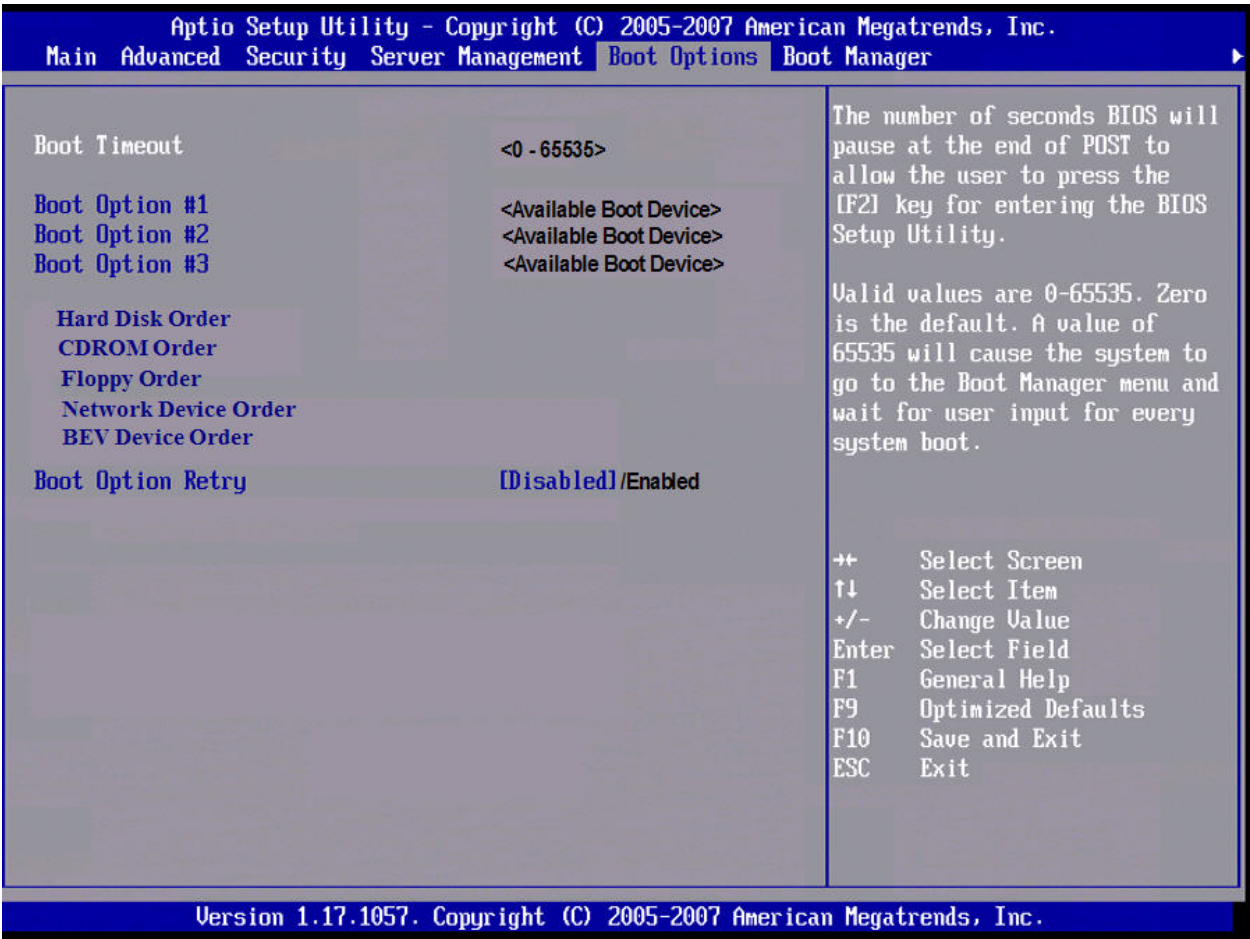 Aptio Setup Utility - Copyright (C) 2005-2007 American Megatrends, Inc.
Main Advanced Security Server Management Boot Options Boot Manager ►
Boot Timeout <0 - 65535>
Boot Option #1 <Available Boot Device>
Boot Option #2 <Available Boot Device>
Boot Option #3 <Available Boot Device>
Hard Disk Order
CDROM Order
Floppy Order
Network Device Order
BEV Device Order
Boot Option Retry [Disabled]/Enabled
The number of seconds BIOS will
pause at the end of POST to
allow the user to press the
[F2] key for entering the BIOS
Setup Utility.
Valid values are 0-65535. Zero
is the default. A value of
65535 will cause the system to
go to the Boot Manager menu and
wait for user input for every
system boot.
→← Select Screen
↑↓ Select Item
+/- Change Value
Enter Select Field
F1 General Help
F9 Optimized Defaults
F10 Save and Exit
ESC Exit
Version 1.17.1057. Copyright (C) 2005-2007 American Megatrends, Inc.